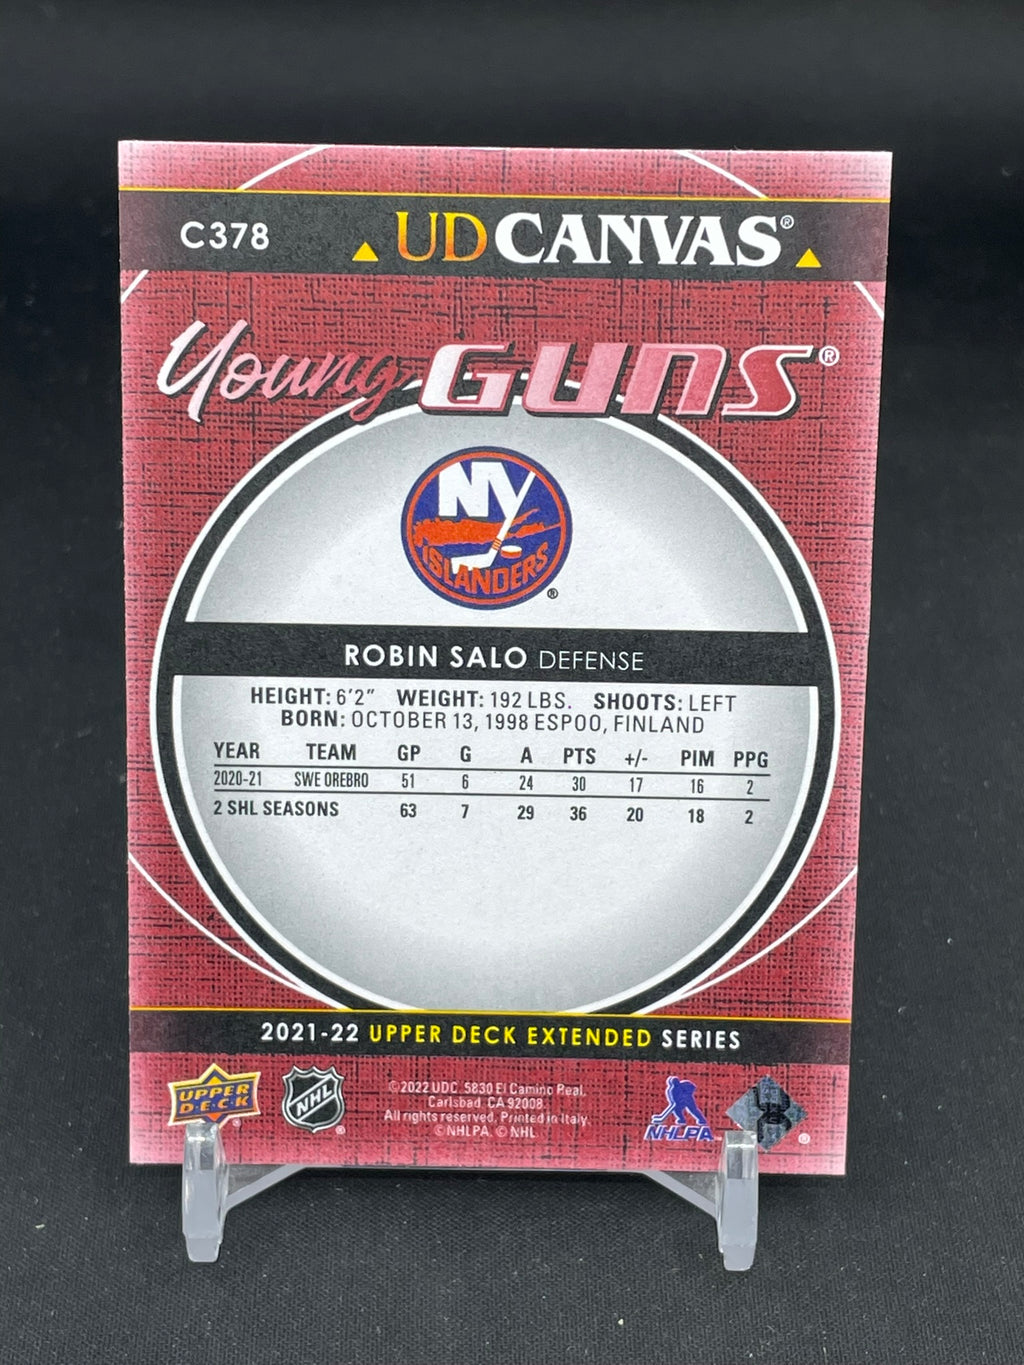 C378 UD CANVAS®
Young GUNS®
NY
ISLANDERS
®
ROBIN SALO DEFENSE
HEIGHT: 6'2" WEIGHT: 192 LBS. SHOOTS: LEFT
BORN: OCTOBER 13, 1998 ESPOO, FINLAND
YEAR TEAM GP G A PTS +/- PIM PPG
2020-21 SWE OREBRO 51 6 24 30 17 16 2
2 SHL SEASONS 63 7 29 36 20 18 2
2021-22 UPPER DECK EXTENDED SERIES
UPPER
DECK
®
NHL
®
©2022 UDC. 5830 El Camino Real,
Carlsbad, CA 92008.
All rights reserved. Printed in Italy.
©NHLPA. ©NHL
NHLPA
®